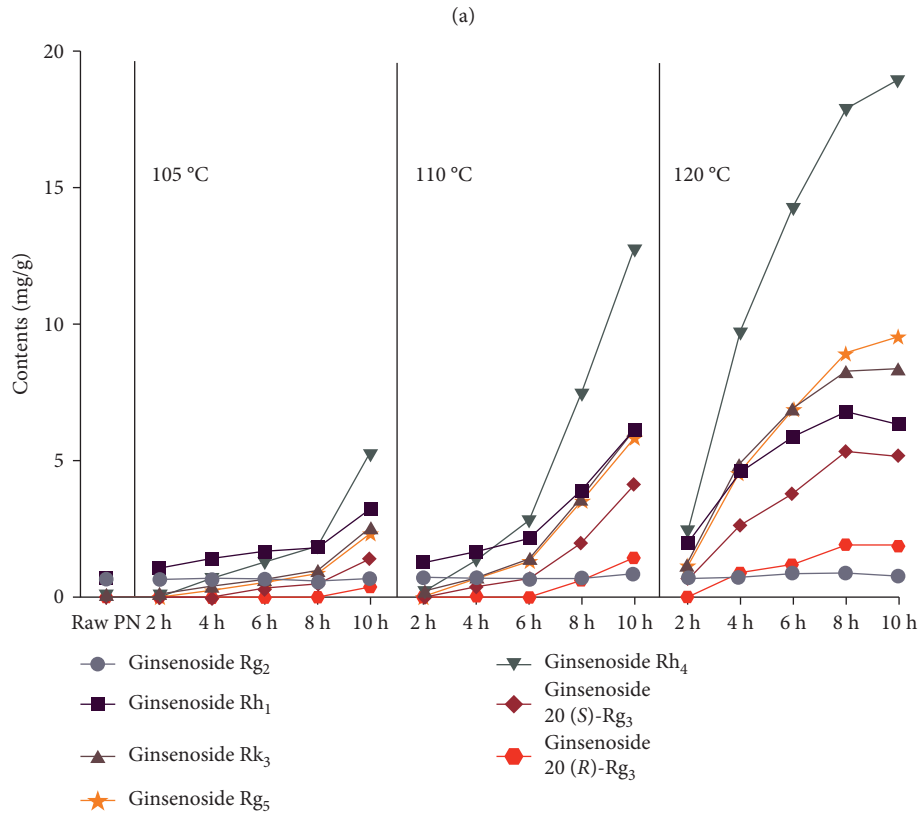 (a)
20
15
10
5
0
Contents (mg/g)
105 °C
110 °C
120 °C
Raw PN 2 h 4 h 6 h 8 h 10 h 2 h 4 h 6 h 8 h 10 h 2 h 4 h 6 h 8 h 10 h
Ginsenoside Rg₂
Ginsenoside Rh₁
Ginsenoside Rk₃
Ginsenoside Rg₅
Ginsenoside Rh₄
Ginsenoside
20 (S)-Rg₃
Ginsenoside
20 (R)-Rg₃